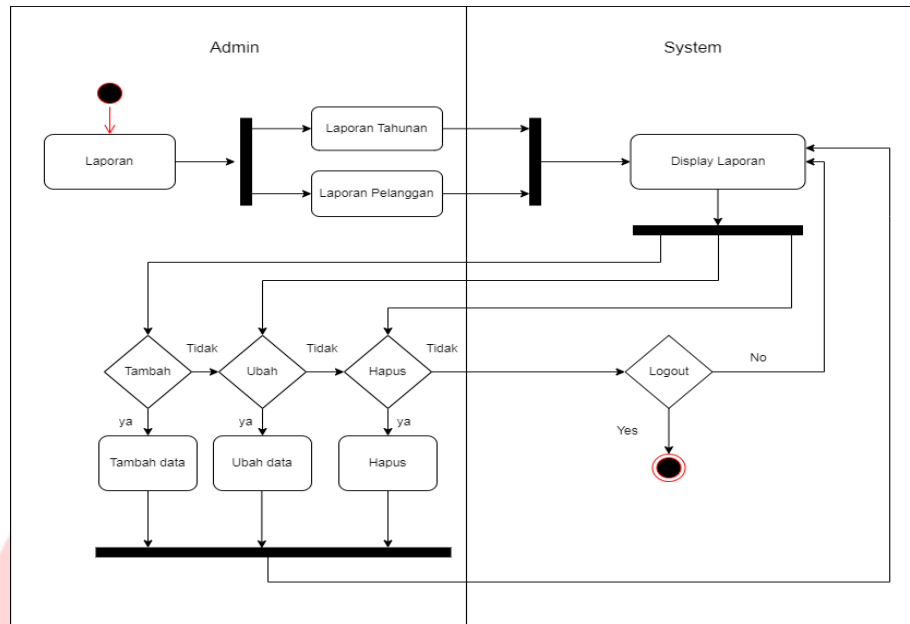 Admin
System
Laporan
Laporan Tahunan
Laporan Pelanggan
Display Laporan
Tambah
Tidak
Ubah
Tidak
Hapus
Tidak
Logout
No
ya
ya
ya
Yes
Tambah data
Ubah data
Hapus